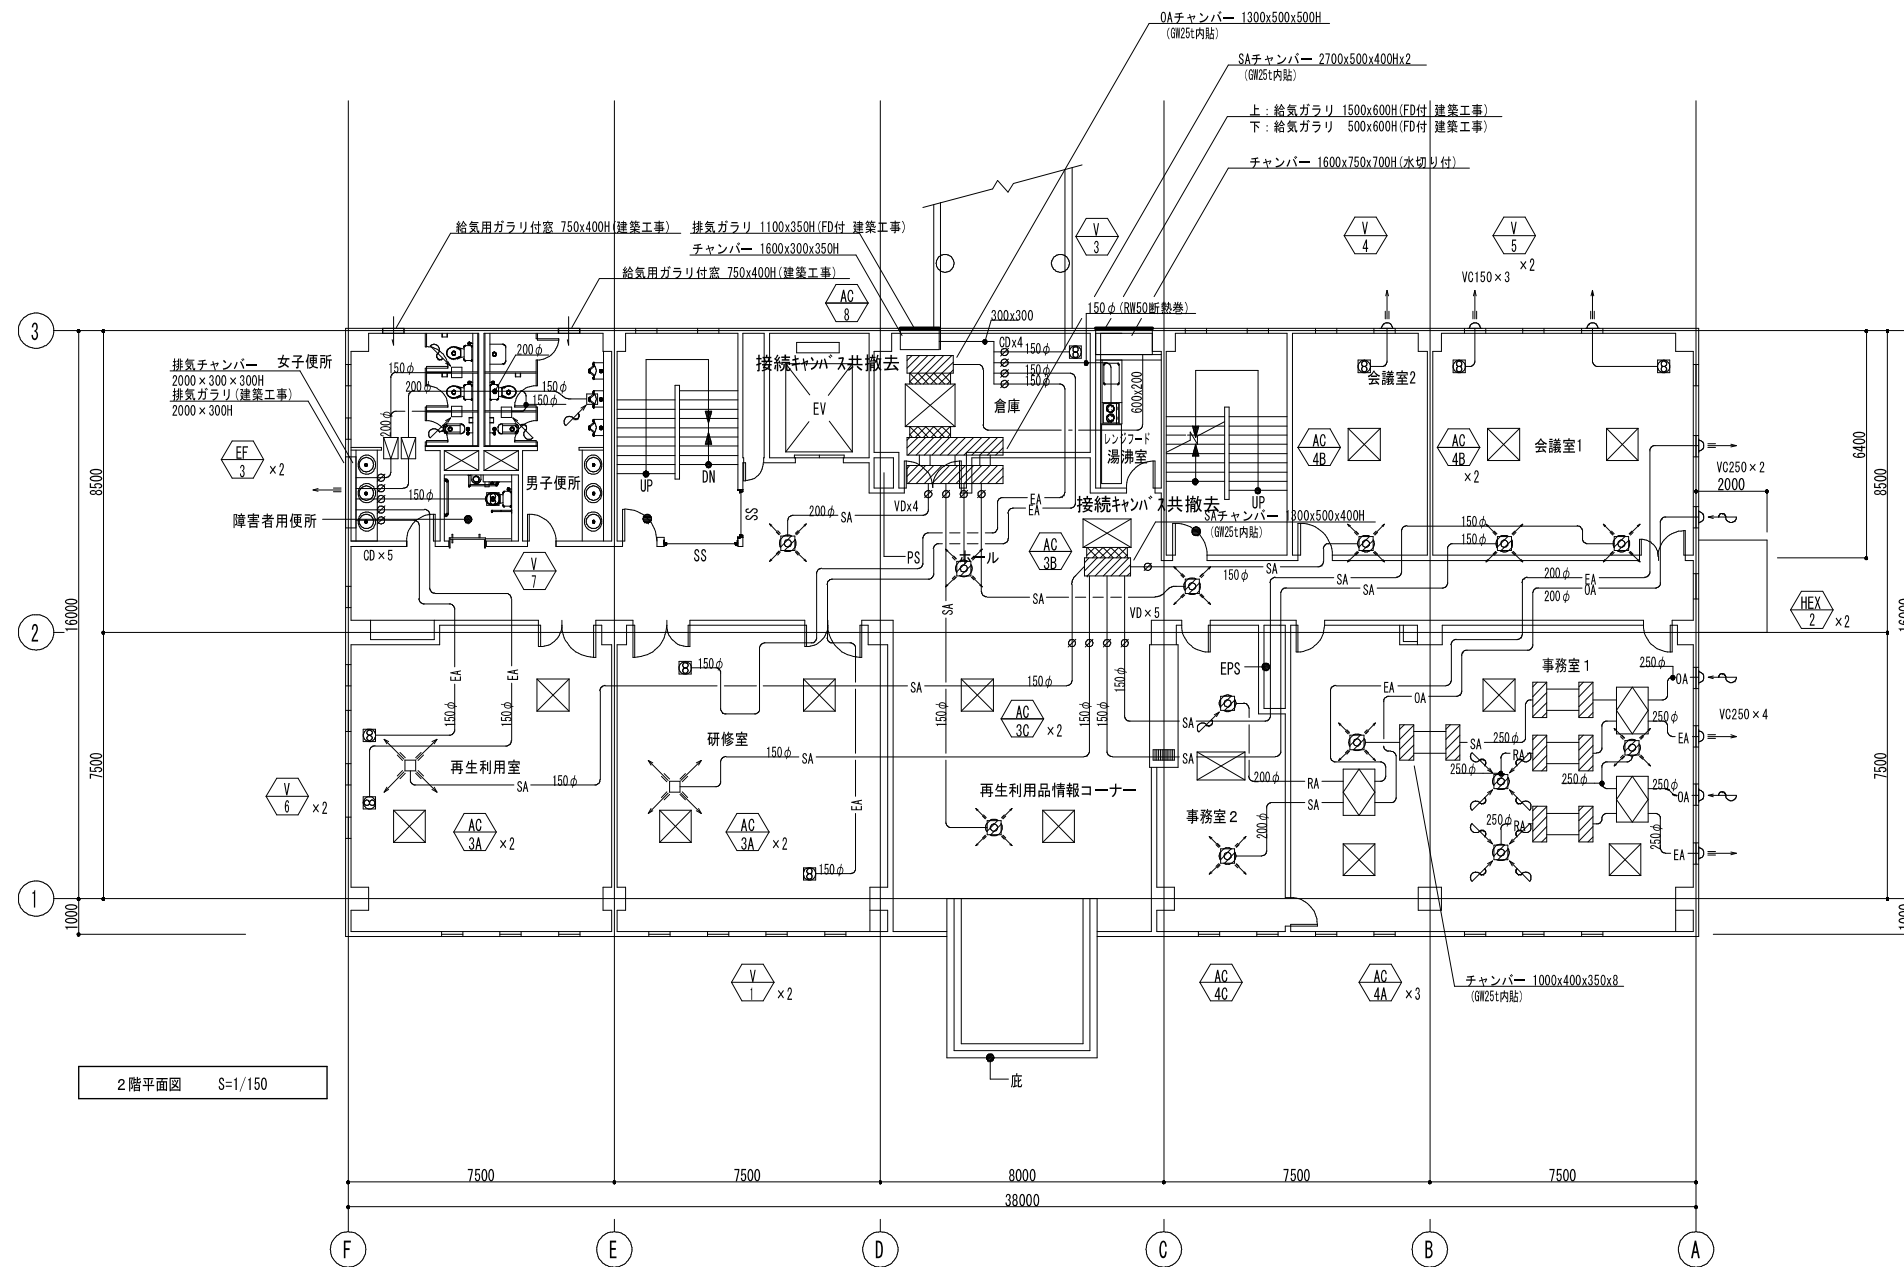 OAチャンバー 1300x500x500H
(GW25t内貼)
SAチャンバー 2700x500x400Hx2
(GW25t内貼)
上:給気ガラリ 1500x600H(FD付 建築工事)
下:給気ガラリ 500x600H(FD付 建築工事)
チャンバー 1600x750x700H(水切り付)
給気用ガラリ付窓 750x400H(建築工事)
排気ガラリ 1100x350H(FD付 建築工事)
チャンバー 1600x300x350H
給気用ガラリ付窓 750x400H(建築工事)
V
3
V
4
V
5
×2
VC150×3
AC
8
150φ(RW50断熱巻)
300x300
CDx4
150φ
150φ
150φ
3
排気チャンバー
2000×300×300H
排気ガラリ(建築工事)
2000×300H
女子便所
150φ
200φ
200φ
150φ
150φ
200φ
接続キャンバス共撤去
EV
倉庫
600x200
レンジフード
湯沸室
会議室2
会議室1
AC
4B
AC
4B
×2
EF
3
×2
150φ
男子便所
障害者用便所
CD×5
UP
DN
SS
SS
200φ
SA
VDx4
EA
EA
接続キャンバス共撤去
SAチャンバー 1300x500x400H
(GW25t内貼)
UP
VC250×2
2000
6400
8500
8500
16000
16000
V
7
PS
ホール
AC
3B
SA
150φ
SA
SA
SA
SA
VD×5
150φ
150φ
200φ
EA
200φ
OA
HEX
2
×2
2
EPS
事務室1
250φ
OA
VC250×4
EA
150φ
EA
150φ
150φ
150φ
SA
SA
150φ
150φ
150φ
150φ
AC
3C
×2
SA
SA
EA
OA
再生利用室
SA
150φ
研修室
150φ
SA
EA
150φ
再生利用品情報コーナー
事務室2
200φ
RA
SA
200φ
SA
250φ
RA
250φ
250φ
250φ
250φ
EA
250φ
OA
250φ
RA
250φ
EA
V
6
×2
AC
3A
×2
AC
3A
×2
7500
7500
1
1000
1000
V
1
×2
AC
4C
AC
4A
×3
チャンバー 1000x400x350x8
(GW25t内貼)
庇
2階平面図 S=1/150
7500
7500
8000
7500
7500
38000
F
E
D
C
B
A